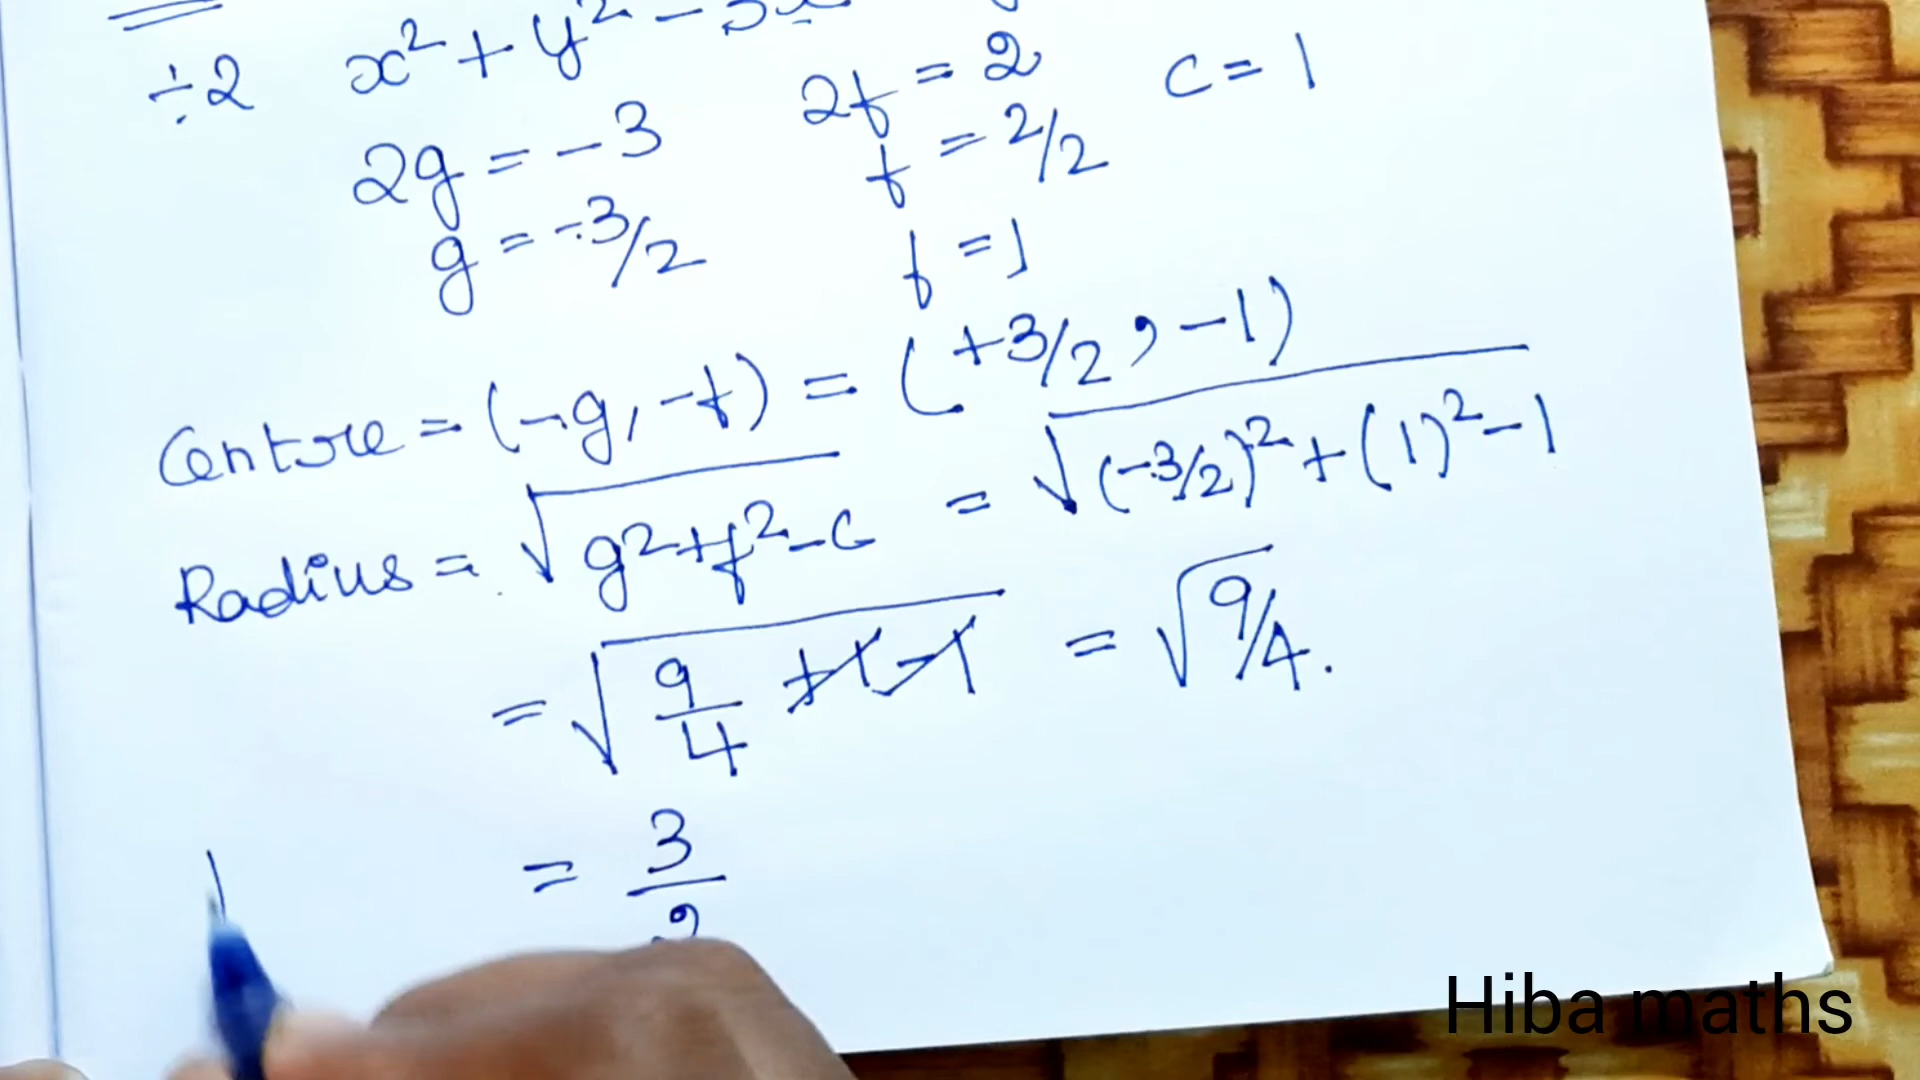 ÷2 x² + y² - 3x
2g = -3 2f = 2 c = 1
g = -3/2 f = 2/2
f = 1
Centre = (-g, -f) = (+3/2, -1)
Radius = √(g²+f²-c) = √((-3/2)²+(1)²-1)
= √(9/4 +1-1) = √(9/4).
= 3/2
Hiba maths